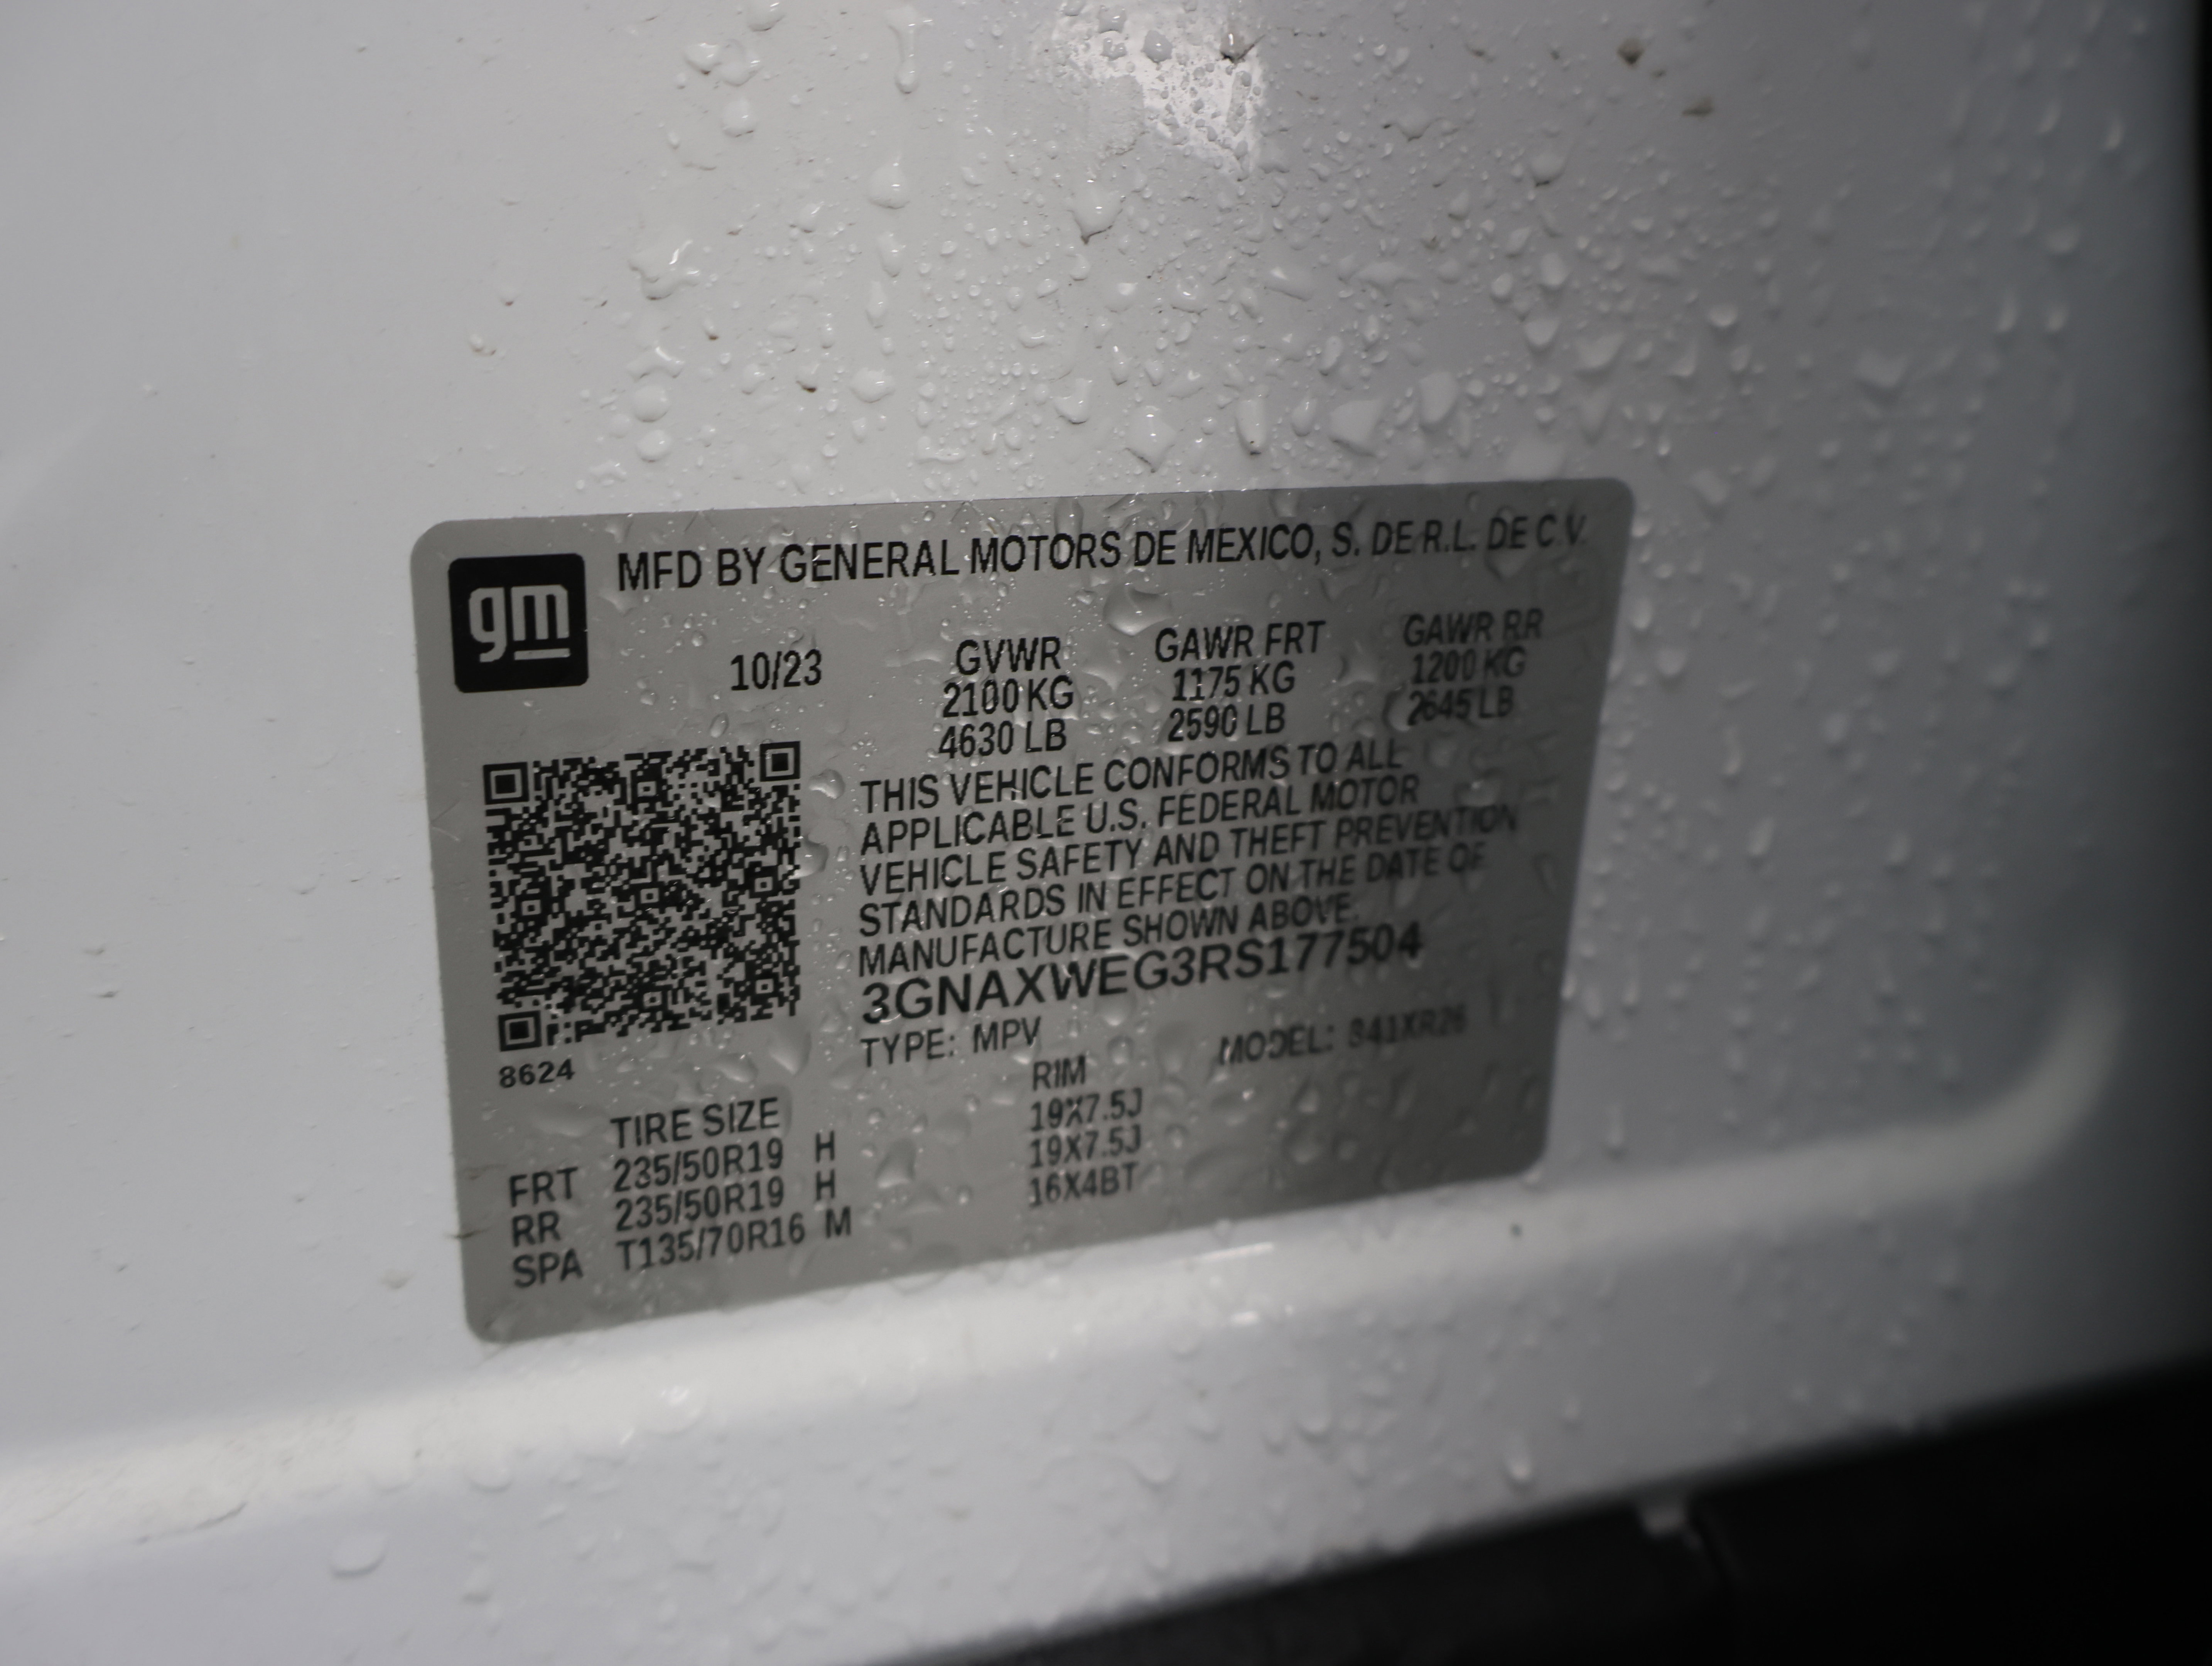 gm
MFD BY GENERAL MOTORS DE MEXICO, S. DE R.L. DE C.V.
10/23
GVWR GAWR FRT GAWR RR
2100 KG 1175 KG 1200 KG
4630 LB 2590 LB 2645 LB
THIS VEHICLE CONFORMS TO ALL
APPLICABLE U.S. FEDERAL MOTOR
VEHICLE SAFETY AND THEFT PREVENTION
STANDARDS IN EFFECT ON THE DATE OF
MANUFACTURE SHOWN ABOVE.
3GNAXWEG3RS177504
TYPE: MPV MODEL:
8624
TIRE SIZE RIM
FRT 235/50R19 H 19X7.5J
RR 235/50R19 H 19X7.5J
SPA T135/70R16 M 16X4BT